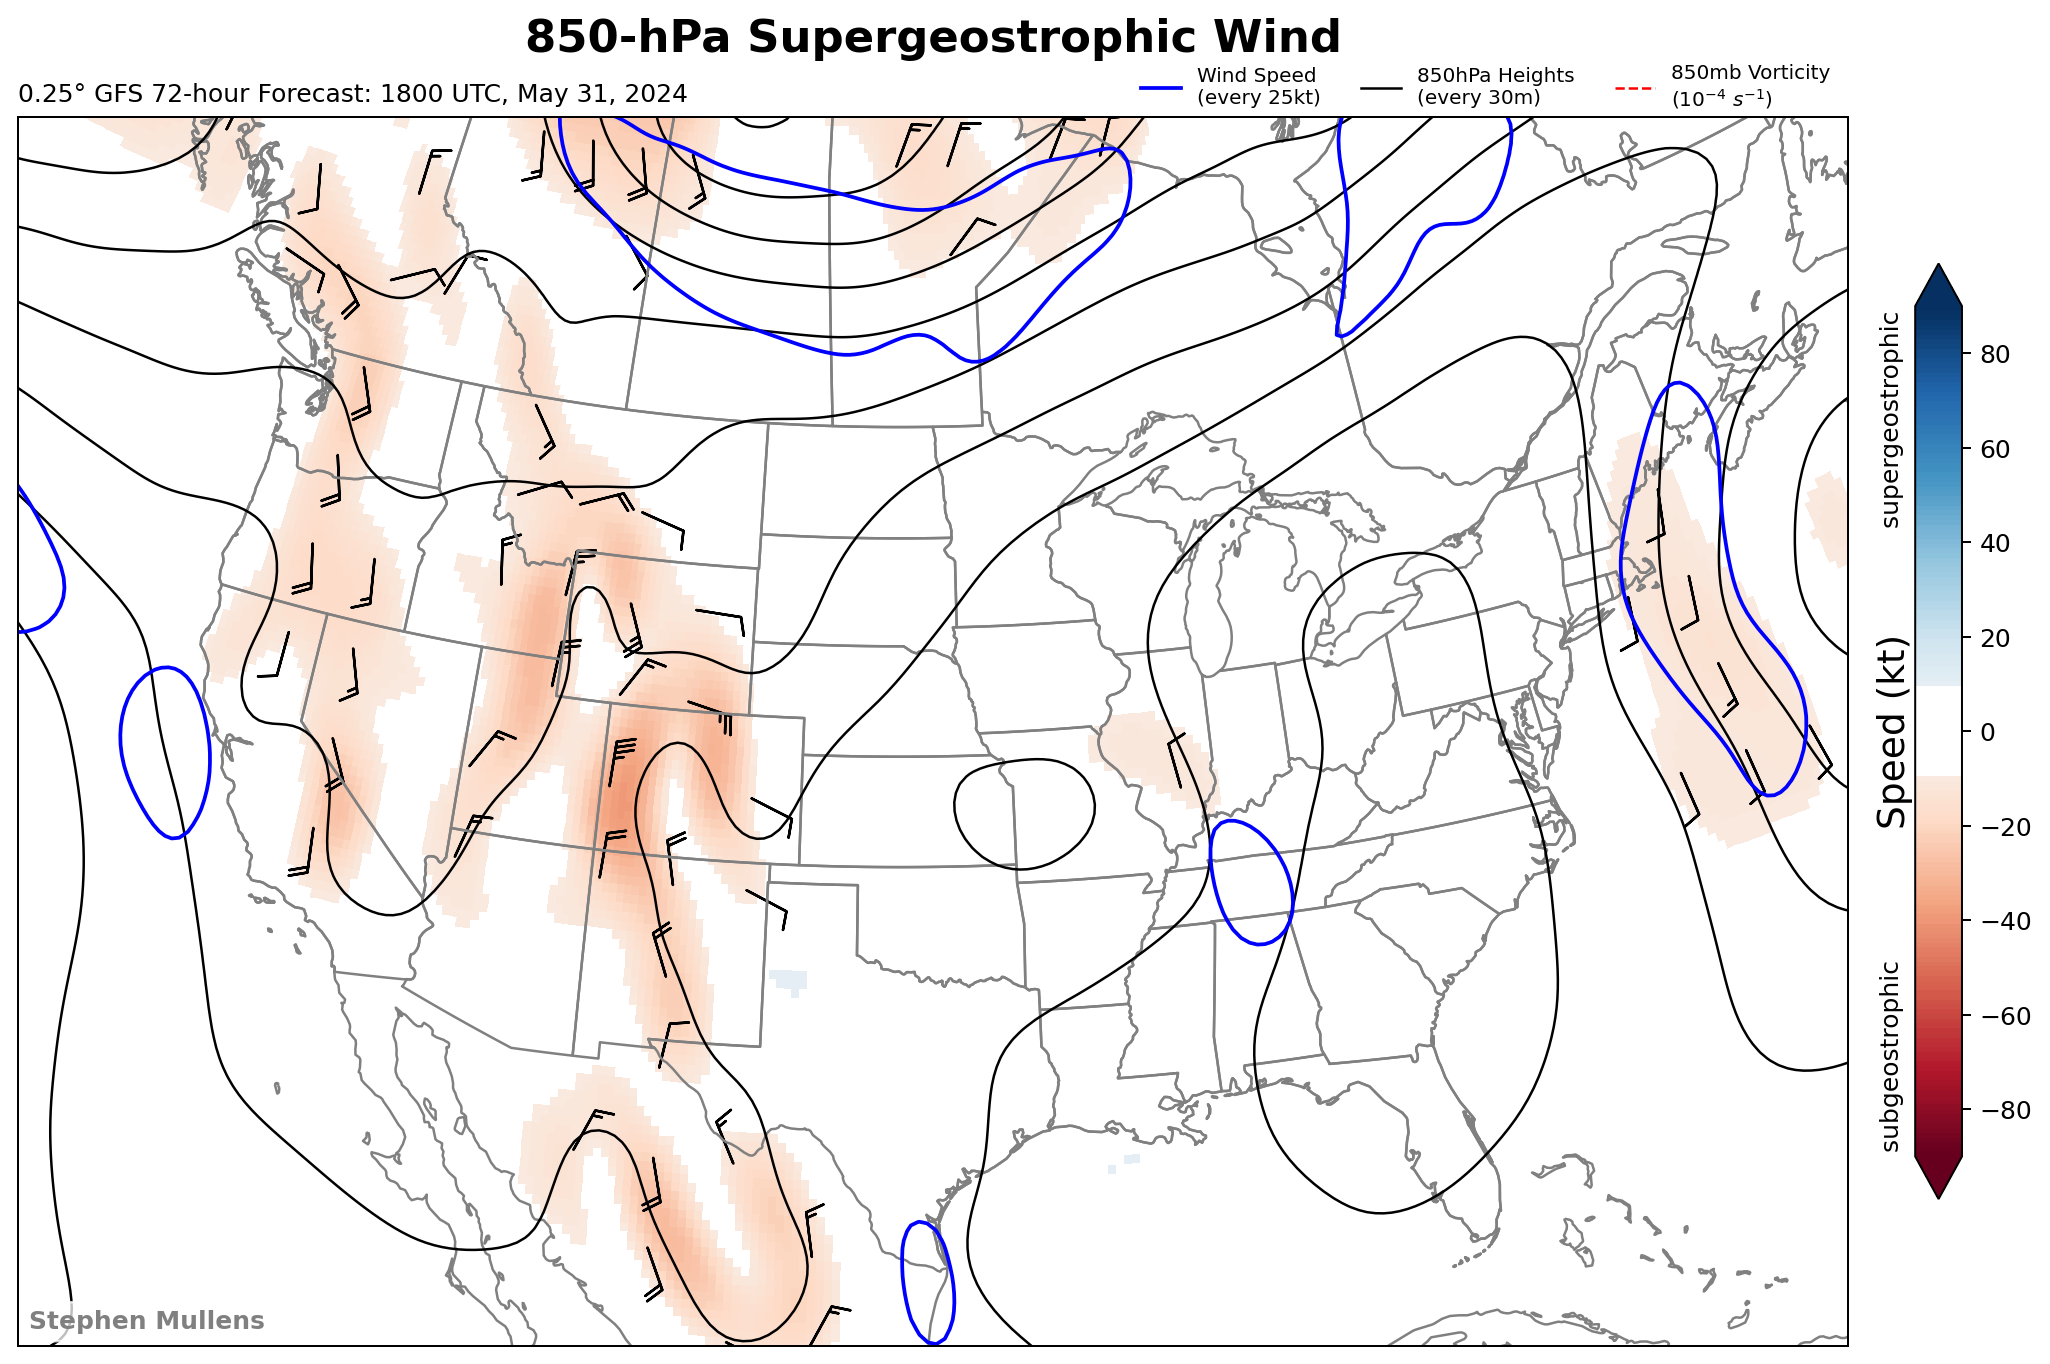 850-hPa Supergeostrophic Wind
0.25° GFS 72-hour Forecast: 1800 UTC, May 31, 2024
Wind Speed
(every 25kt)
850hPa Heights
(every 30m)
850mb Vorticity
(10⁻⁴ s⁻¹)
supergeostrophic
Speed (kt)
subgeostrophic
80
60
40
20
0
−20
−40
−60
−80
Stephen Mullens